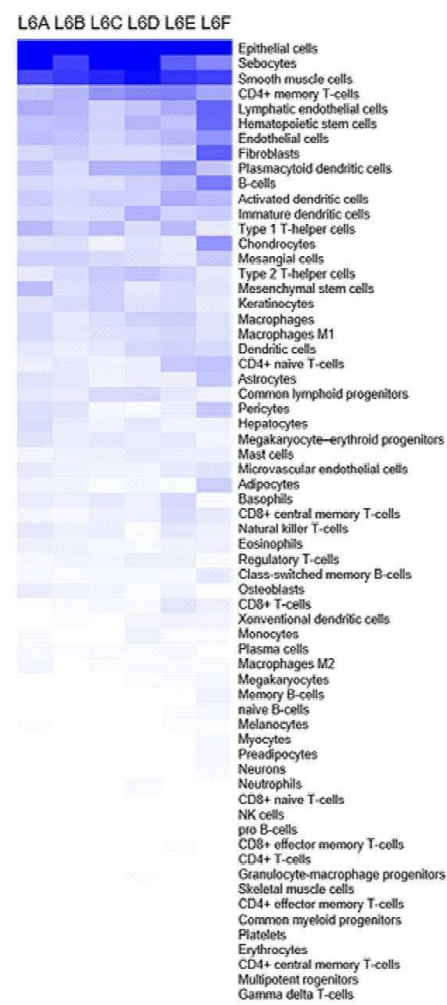 L6A L6B L6C L6D L6E L6F
Epithelial cells
Sebocytes
Smooth muscle cells
CD4+ memory T-cells
Lymphatic endothelial cells
Hematopoietic stem cells
Endothelial cells
Fibroblasts
Plasmacytoid dendritic cells
B-cells
Activated dendritic cells
Immature dendritic cells
Type 1 T-helper cells
Chondrocytes
Mesangial cells
Type 2 T-helper cells
Mesenchymal stem cells
Keratinocytes
Macrophages
Macrophages M1
Dendritic cells
CD4+ naive T-cells
Astrocytes
Common lymphoid progenitors
Pericytes
Hepatocytes
Megakaryocyte–erythroid progenitors
Mast cells
Microvascular endothelial cells
Adipocytes
Basophils
CD8+ central memory T-cells
Natural killer T-cells
Eosinophils
Regulatory T-cells
Class-switched memory B-cells
Osteoblasts
CD8+ T-cells
Xonventional dendritic cells
Monocytes
Plasma cells
Macrophages M2
Megakaryocytes
Memory B-cells
naive B-cells
Melanocytes
Myocytes
Preadipocytes
Neurons
Neutrophils
CD8+ naive T-cells
NK cells
pro B-cells
CD8+ effector memory T-cells
CD4+ T-cells
Granulocyte-macrophage progenitors
Skeletal muscle cells
CD4+ effector memory T-cells
Common myeloid progenitors
Platelets
Erythrocytes
CD4+ central memory T-cells
Multipotent rogenitors
Gamma delta T-cells